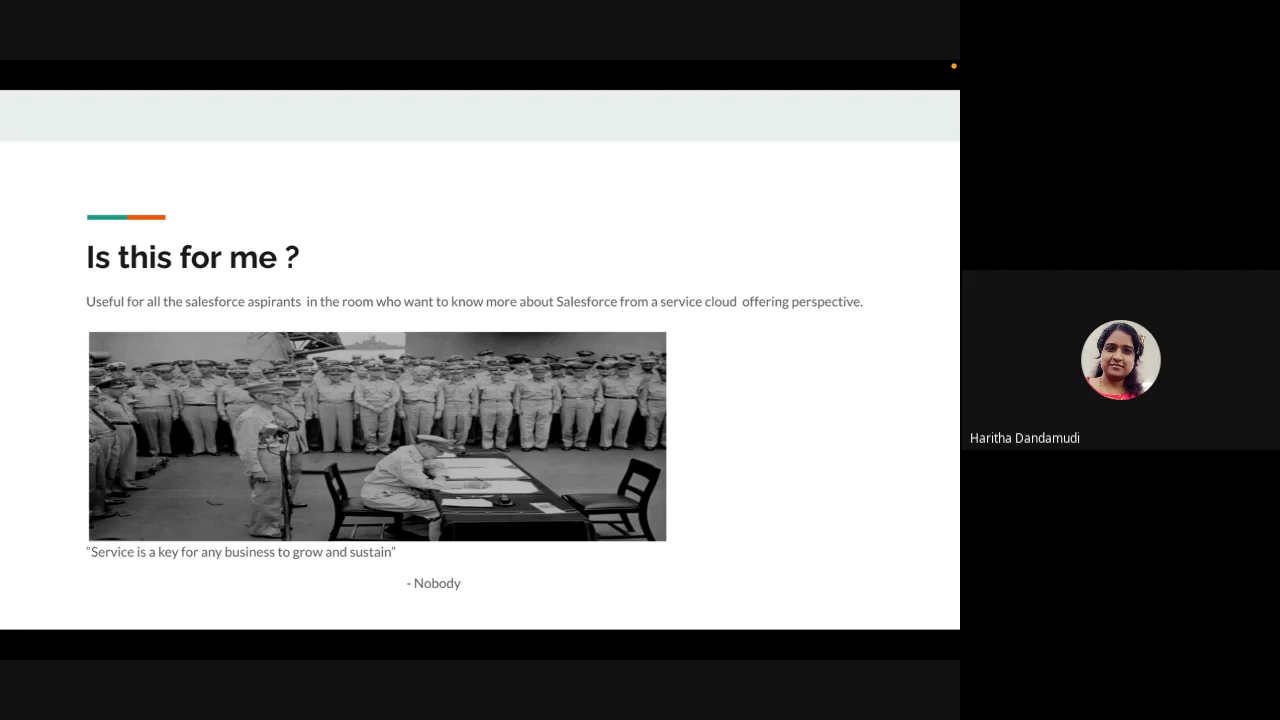 Is this for me ?
Useful for all the salesforce aspirants  in the room who want to know more about Salesforce from a service cloud  offering perspective.
“Service is a key for any business to grow and sustain”
- Nobody
Haritha Dandamudi